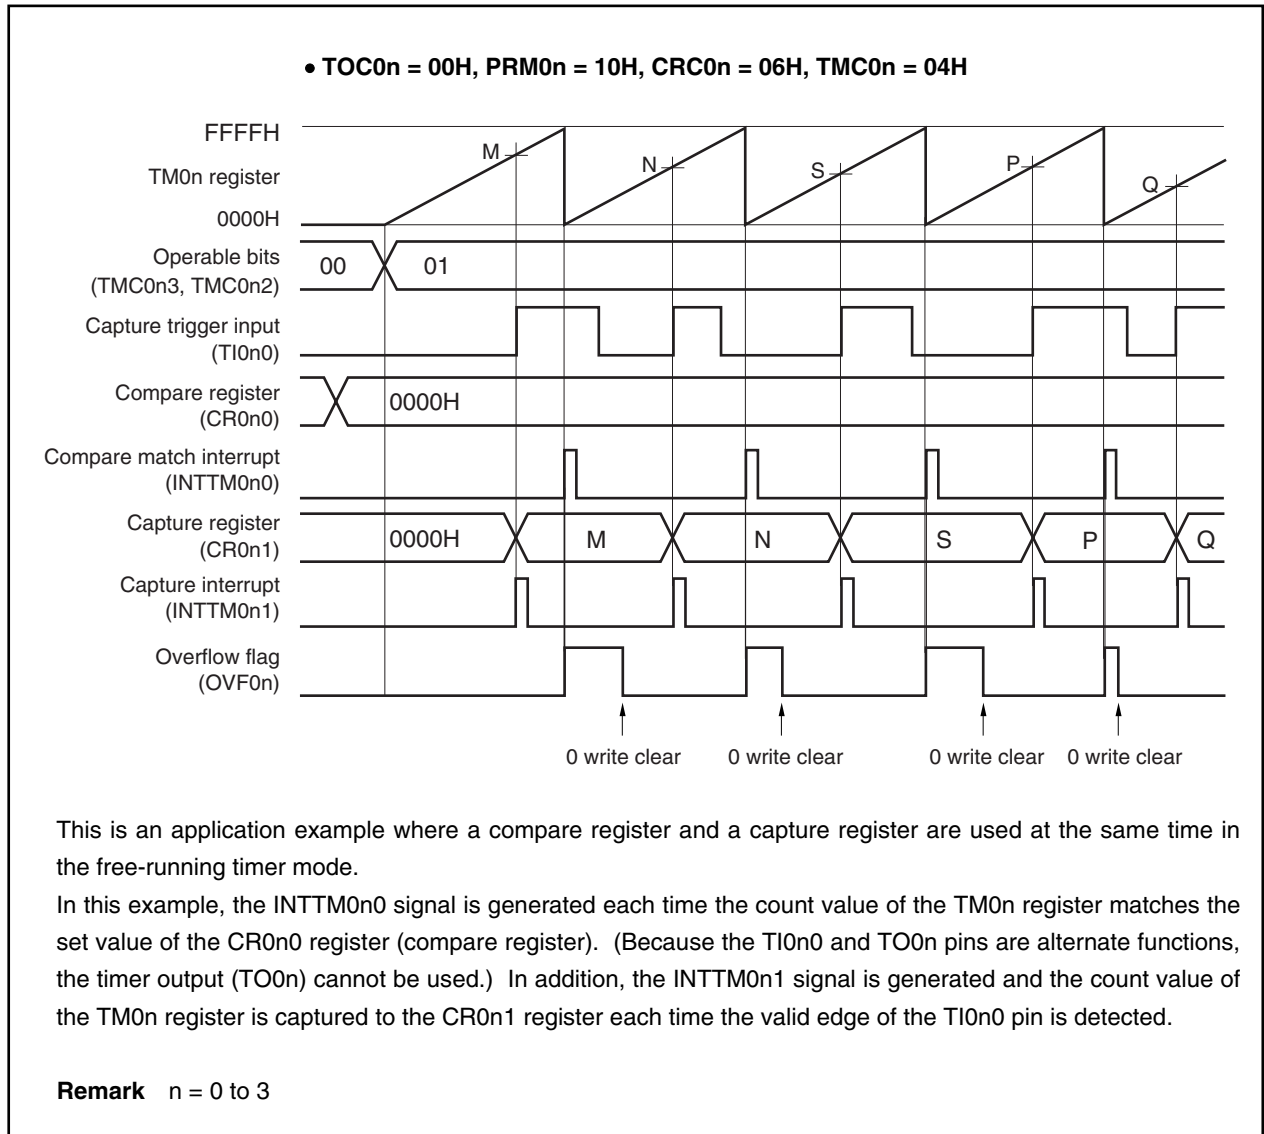 • TOC0n = 00H, PRM0n = 10H, CRC0n = 06H, TMC0n = 04H
FFFFH
M
N
S
P
Q
TM0n register
0000H
Operable bits
(TMC0n3, TMC0n2)
00
01
Capture trigger input
(TI0n0)
Compare register
(CR0n0)
0000H
Compare match interrupt
(INTTM0n0)
Capture register
(CR0n1)
0000H
M
N
S
P
Q
Capture interrupt
(INTTM0n1)
Overflow flag
(OVF0n)
0 write clear
0 write clear
0 write clear
0 write clear
This is an application example where a compare register and a capture register are used at the same time in
the free-running timer mode.
In this example, the INTTM0n0 signal is generated each time the count value of the TM0n register matches the
set value of the CR0n0 register (compare register). (Because the TI0n0 and TO0n pins are alternate functions,
the timer output (TO0n) cannot be used.) In addition, the INTTM0n1 signal is generated and the count value of
the TM0n register is captured to the CR0n1 register each time the valid edge of the TI0n0 pin is detected.
Remark n = 0 to 3